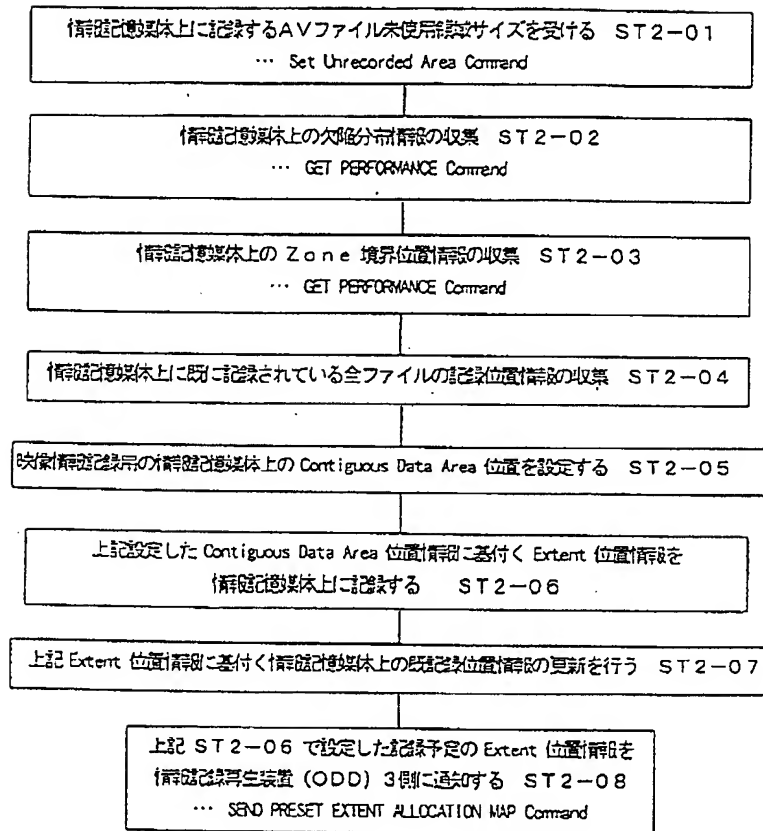 情報記憶媒体上に記録するAVファイル未使用領域サイズを受ける ST2-01
… Set Unrecorded Area Command
情報記憶媒体上の欠陥分布情報の収集 ST2-02
… GET PERFORMANCE Command
情報記憶媒体上の Zone 境界位置情報の収集 ST2-03
… GET PERFORMANCE Command
情報記憶媒体上に既に記録されている全ファイルの記録位置情報の収集 ST2-04
映像情報記録用の情報記憶媒体上の Contiguous Data Area 位置を設定する ST2-05
上記設定した Contiguous Data Area 位置情報に基付く Extent 位置情報を
情報記憶媒体上に記録する ST2-06
上記 Extent 位置情報に基付く情報記憶媒体上の既記録位置情報の更新を行う ST2-07
上記 ST2-06 で設定した記録予定の Extent 位置情報を
情報記録再生装置 (ODD) 3側に通知する ST2-08
… SEND PRESET EXTENT ALLOCATION MAP Command